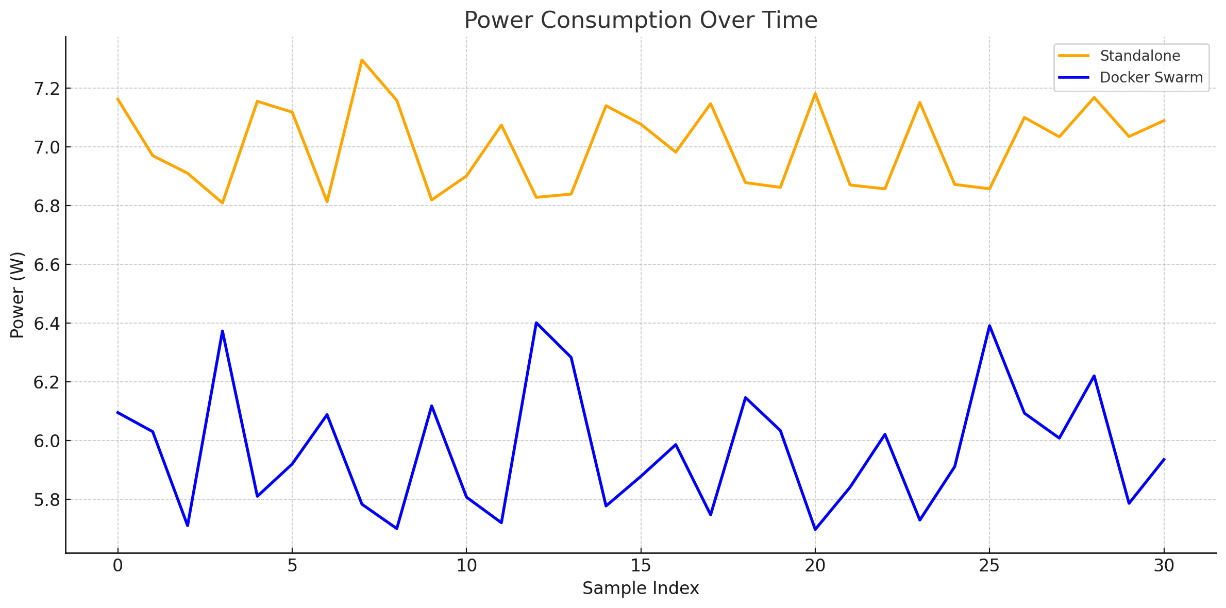 Power Consumption Over Time
Standalone
Docker Swarm
Power (W)
7.2
7.0
6.8
6.6
6.4
6.2
6.0
5.8
0 5 10 15 20 25 30
Sample Index